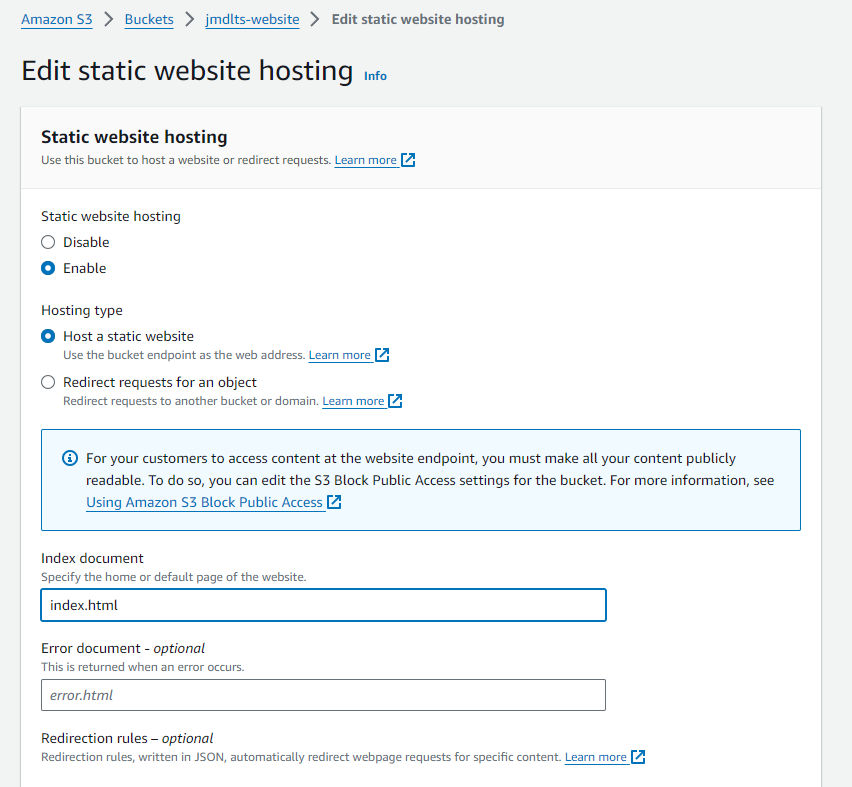 Amazon S3 > Buckets > jmdlts-website > Edit static website hosting
Edit static website hosting Info
Static website hosting
Use this bucket to host a website or redirect requests. Learn more
Static website hosting
Disable
Enable
Hosting type
Host a static website
Use the bucket endpoint as the web address. Learn more
Redirect requests for an object
Redirect requests to another bucket or domain. Learn more
For your customers to access content at the website endpoint, you must make all your content publicly
readable. To do so, you can edit the S3 Block Public Access settings for the bucket. For more information, see
Using Amazon S3 Block Public Access
Index document
Specify the home or default page of the website.
index.html
Error document - optional
This is returned when an error occurs.
error.html
Redirection rules – optional
Redirection rules, written in JSON, automatically redirect webpage requests for specific content. Learn more